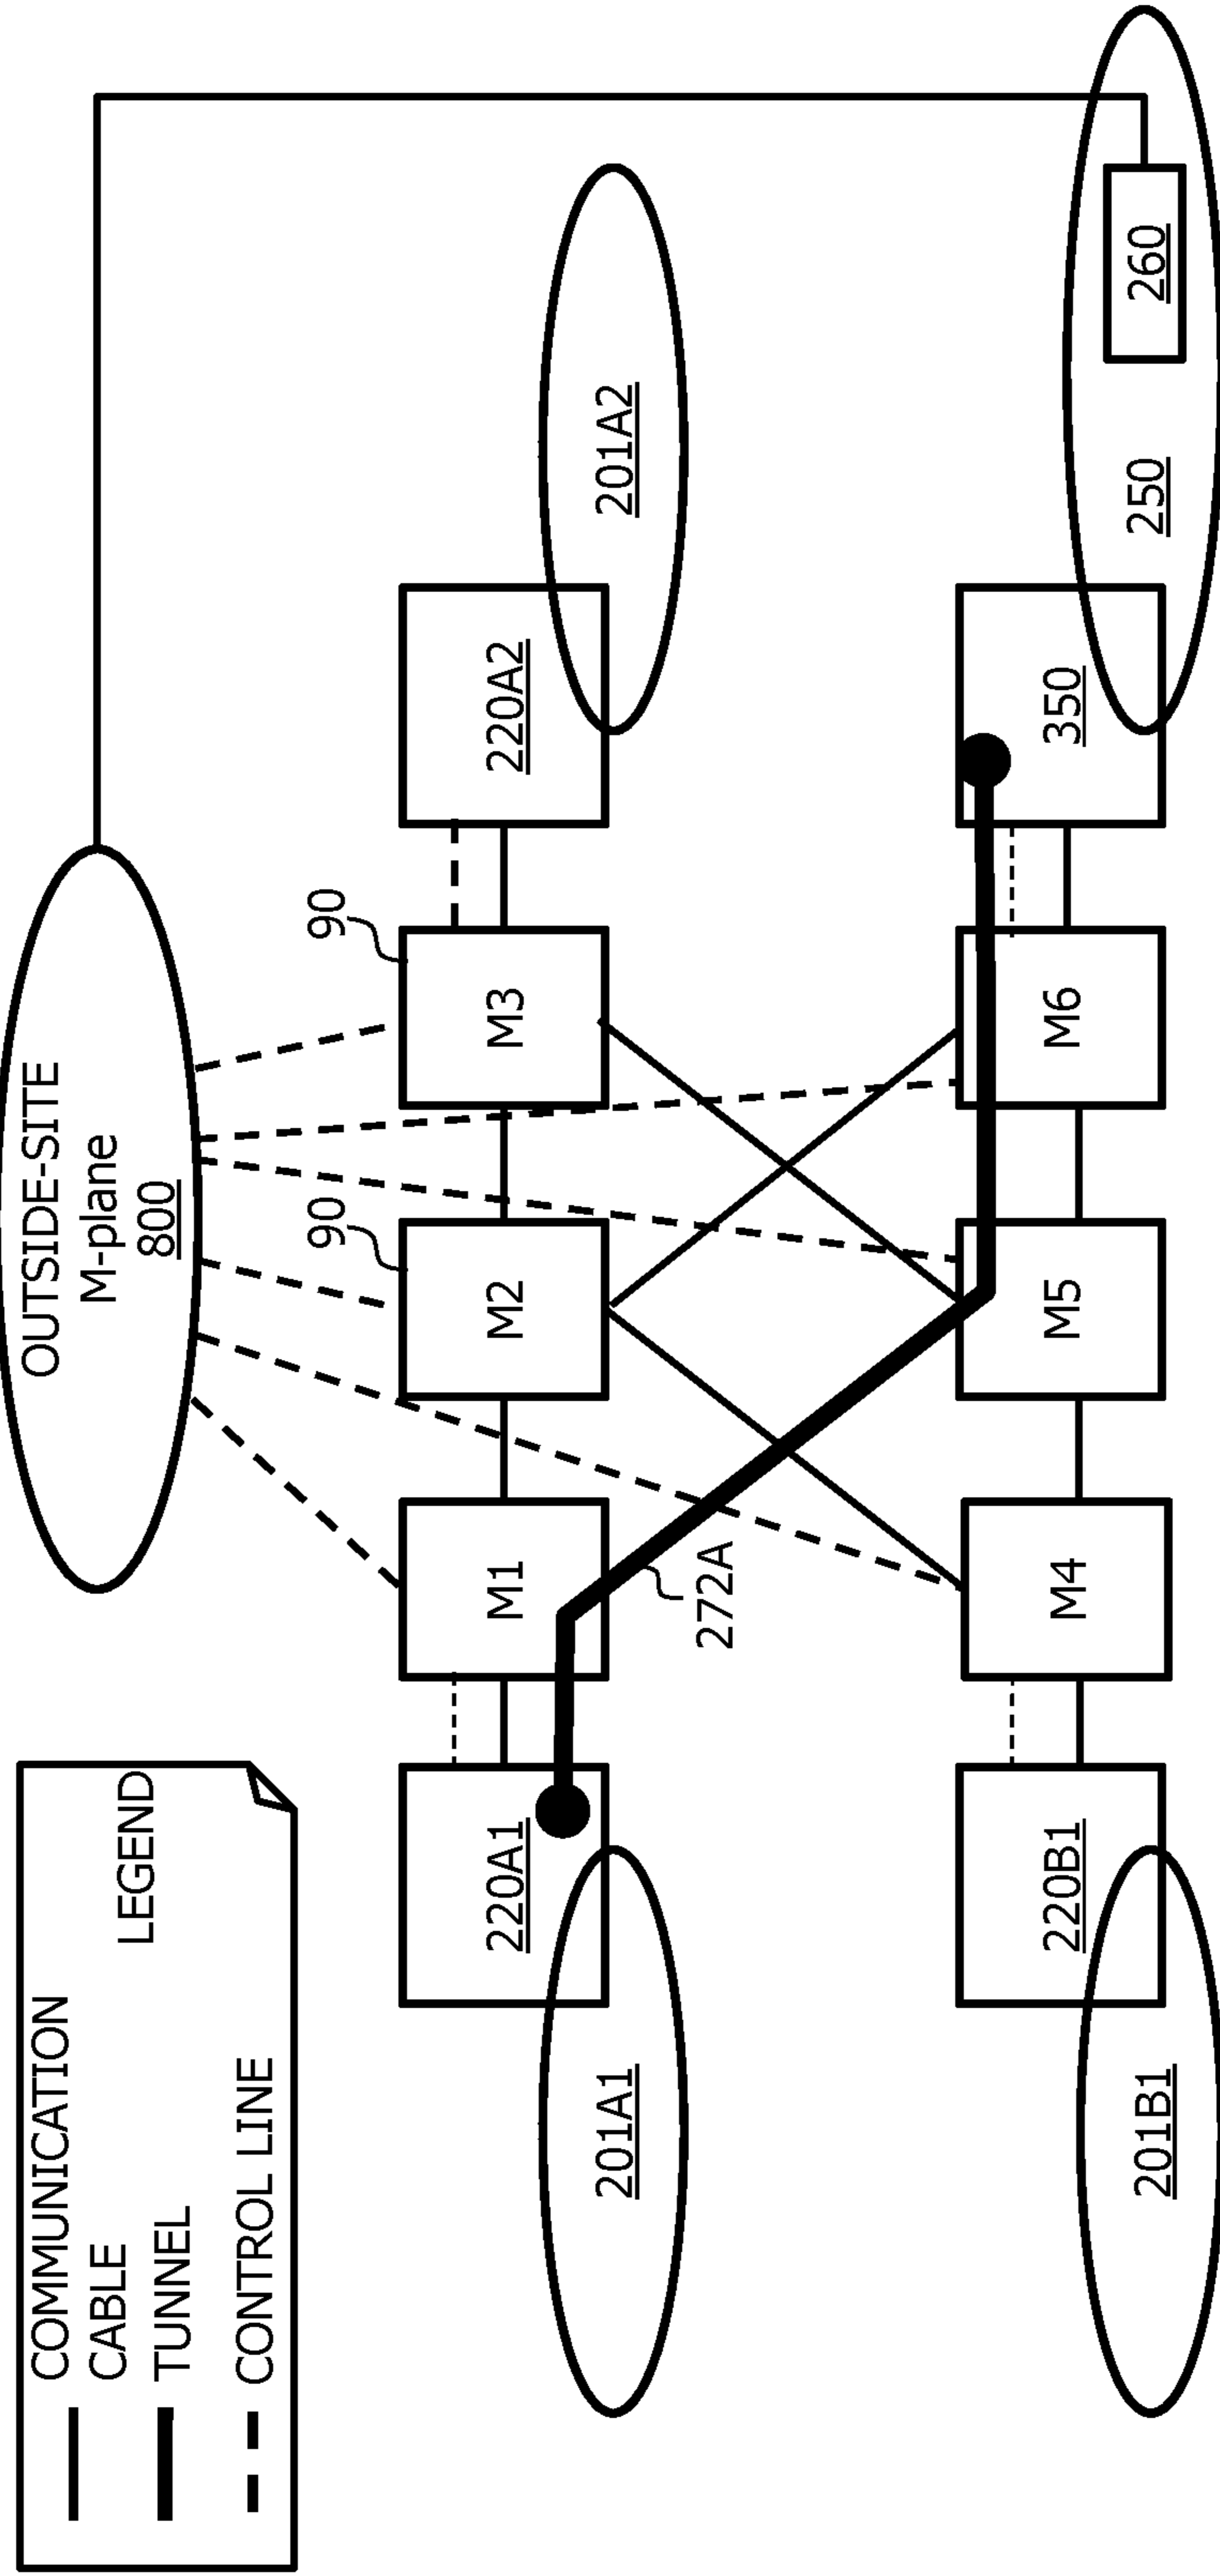 LEGEND
COMMUNICATION
CABLE
TUNNEL
CONTROL LINE
OUTSIDE-SITE
M-plane
800
90
90
220A1
M1
M2
M3
220A2
201A1
201A2
272A
220B1
M4
M5
M6
350
201B1
250
260